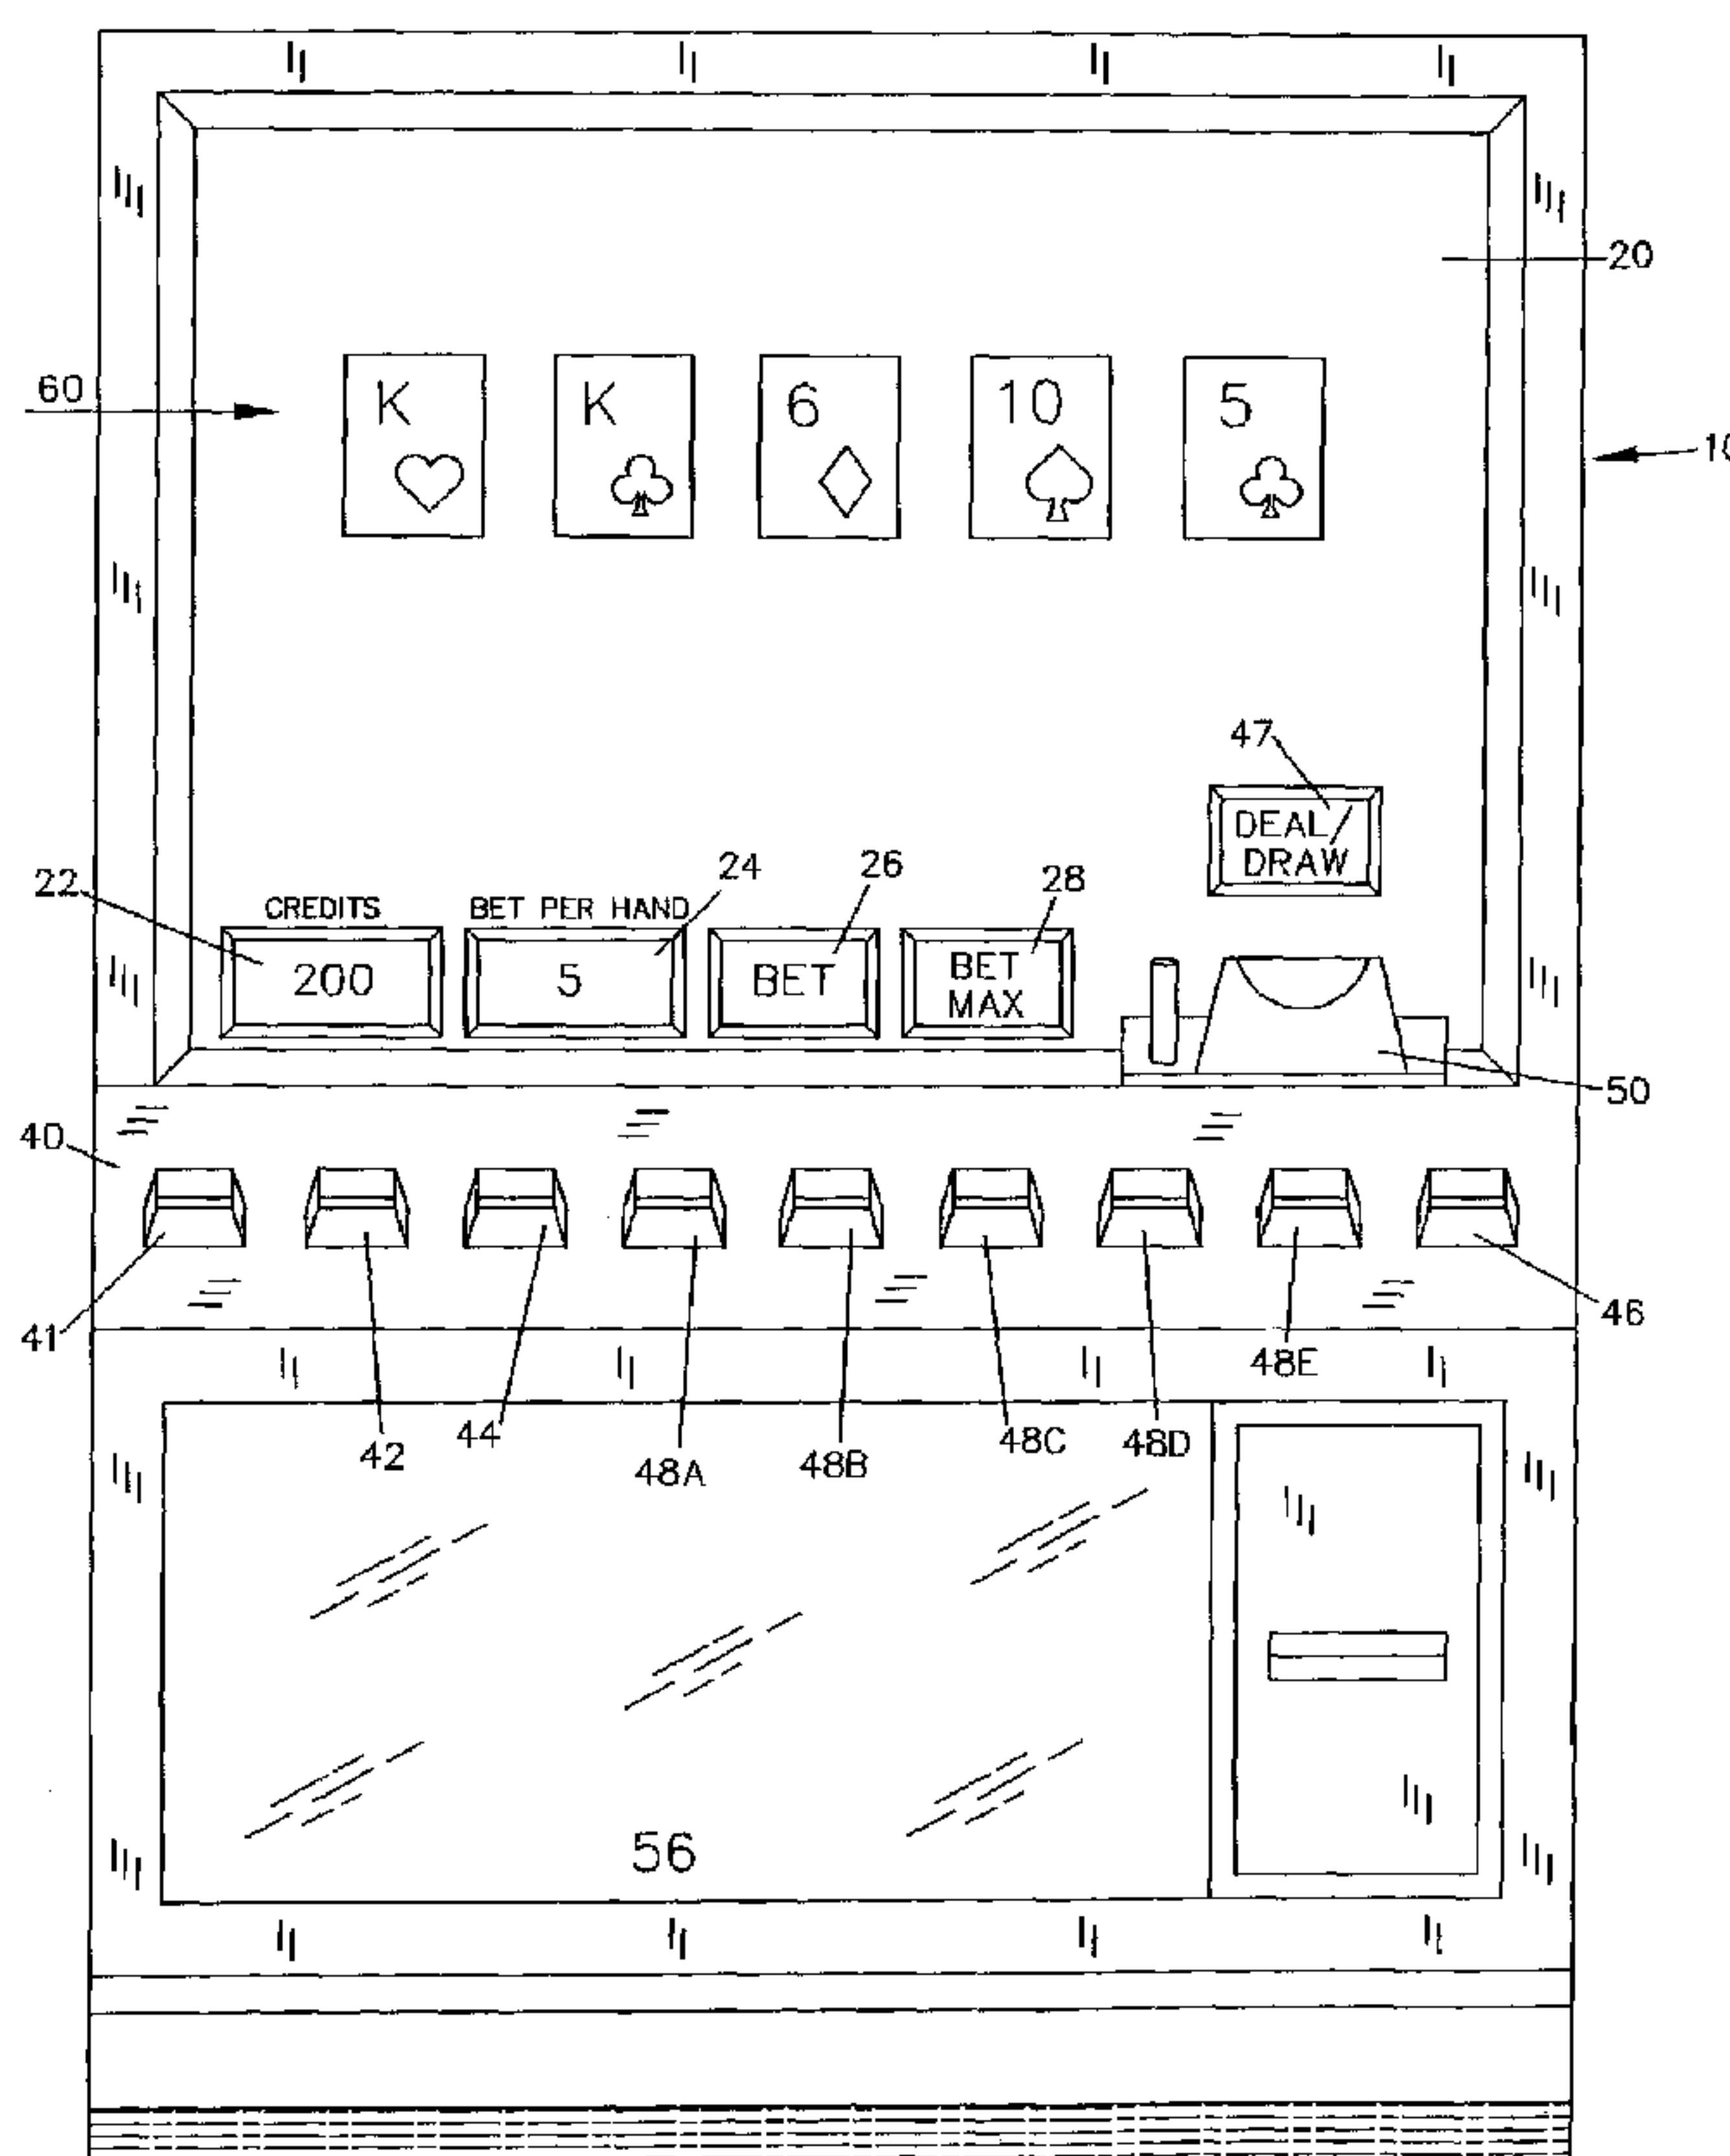 20
60
K K 6 10 5
10
47
DEAL/
DRAW
22
CREDITS
BET PER HAND
24
26
28
200
5
BET
BET
MAX
50
40
41
42
44
48A
48B
48C
48D
48E
46
56